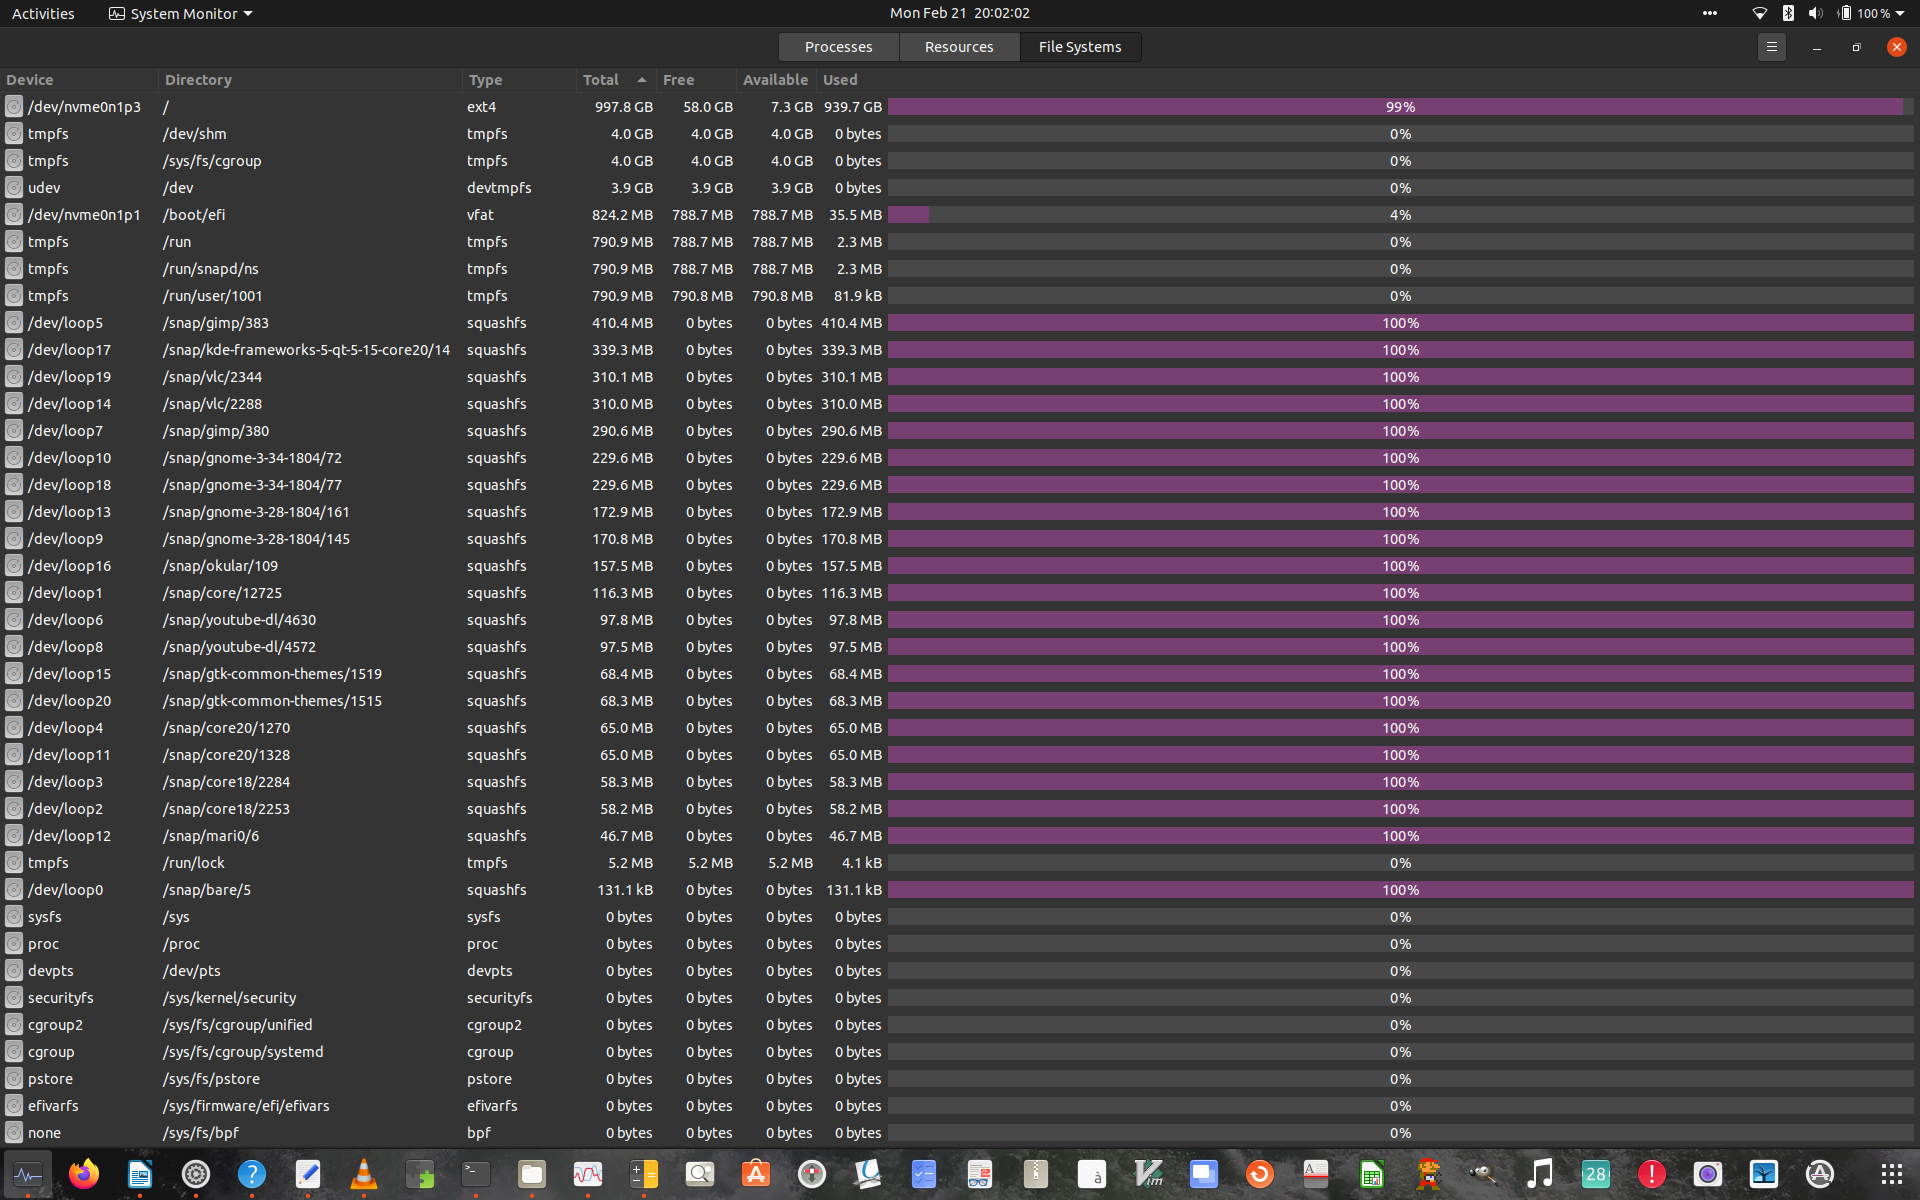 Activities System Monitor Mon Feb 21 20:02:02 100 %
Processes Resources File Systems
Device Directory Type Total Free Available Used
/dev/nvme0n1p3 / ext4 997.8 GB 58.0 GB 7.3 GB 939.7 GB 99%
tmpfs /dev/shm tmpfs 4.0 GB 4.0 GB 4.0 GB 0 bytes 0%
tmpfs /sys/fs/cgroup tmpfs 4.0 GB 4.0 GB 4.0 GB 0 bytes 0%
udev /dev devtmpfs 3.9 GB 3.9 GB 3.9 GB 0 bytes 0%
/dev/nvme0n1p1 /boot/efi vfat 824.2 MB 788.7 MB 788.7 MB 35.5 MB 4%
tmpfs /run tmpfs 790.9 MB 788.7 MB 788.7 MB 2.3 MB 0%
tmpfs /run/snapd/ns tmpfs 790.9 MB 788.7 MB 788.7 MB 2.3 MB 0%
tmpfs /run/user/1001 tmpfs 790.9 MB 790.8 MB 790.8 MB 81.9 kB 0%
/dev/loop5 /snap/gimp/383 squashfs 410.4 MB 0 bytes 0 bytes 410.4 MB 100%
/dev/loop17 /snap/kde-frameworks-5-qt-5-15-core20/14 squashfs 339.3 MB 0 bytes 0 bytes 339.3 MB 100%
/dev/loop19 /snap/vlc/2344 squashfs 310.1 MB 0 bytes 0 bytes 310.1 MB 100%
/dev/loop14 /snap/vlc/2288 squashfs 310.0 MB 0 bytes 0 bytes 310.0 MB 100%
/dev/loop7 /snap/gimp/380 squashfs 290.6 MB 0 bytes 0 bytes 290.6 MB 100%
/dev/loop10 /snap/gnome-3-34-1804/72 squashfs 229.6 MB 0 bytes 0 bytes 229.6 MB 100%
/dev/loop18 /snap/gnome-3-34-1804/77 squashfs 229.6 MB 0 bytes 0 bytes 229.6 MB 100%
/dev/loop13 /snap/gnome-3-28-1804/161 squashfs 172.9 MB 0 bytes 0 bytes 172.9 MB 100%
/dev/loop9 /snap/gnome-3-28-1804/145 squashfs 170.8 MB 0 bytes 0 bytes 170.8 MB 100%
/dev/loop16 /snap/okular/109 squashfs 157.5 MB 0 bytes 0 bytes 157.5 MB 100%
/dev/loop1 /snap/core/12725 squashfs 116.3 MB 0 bytes 0 bytes 116.3 MB 100%
/dev/loop6 /snap/youtube-dl/4630 squashfs 97.8 MB 0 bytes 0 bytes 97.8 MB 100%
/dev/loop8 /snap/youtube-dl/4572 squashfs 97.5 MB 0 bytes 0 bytes 97.5 MB 100%
/dev/loop15 /snap/gtk-common-themes/1519 squashfs 68.4 MB 0 bytes 0 bytes 68.4 MB 100%
/dev/loop20 /snap/gtk-common-themes/1515 squashfs 68.3 MB 0 bytes 0 bytes 68.3 MB 100%
/dev/loop4 /snap/core20/1270 squashfs 65.0 MB 0 bytes 0 bytes 65.0 MB 100%
/dev/loop11 /snap/core20/1328 squashfs 65.0 MB 0 bytes 0 bytes 65.0 MB 100%
/dev/loop3 /snap/core18/2284 squashfs 58.3 MB 0 bytes 0 bytes 58.3 MB 100%
/dev/loop2 /snap/core18/2253 squashfs 58.2 MB 0 bytes 0 bytes 58.2 MB 100%
/dev/loop12 /snap/mari0/6 squashfs 46.7 MB 0 bytes 0 bytes 46.7 MB 100%
tmpfs /run/lock tmpfs 5.2 MB 5.2 MB 5.2 MB 4.1 kB 0%
/dev/loop0 /snap/bare/5 squashfs 131.1 kB 0 bytes 0 bytes 131.1 kB 100%
sysfs /sys sysfs 0 bytes 0 bytes 0 bytes 0 bytes 0%
proc /proc proc 0 bytes 0 bytes 0 bytes 0 bytes 0%
devpts /dev/pts devpts 0 bytes 0 bytes 0 bytes 0 bytes 0%
securityfs /sys/kernel/security securityfs 0 bytes 0 bytes 0 bytes 0 bytes 0%
cgroup2 /sys/fs/cgroup/unified cgroup2 0 bytes 0 bytes 0 bytes 0 bytes 0%
cgroup /sys/fs/cgroup/systemd cgroup 0 bytes 0 bytes 0 bytes 0 bytes 0%
pstore /sys/fs/pstore pstore 0 bytes 0 bytes 0 bytes 0 bytes 0%
efivarfs /sys/firmware/efi/efivars efivarfs 0 bytes 0 bytes 0 bytes 0 bytes 0%
none /sys/fs/bpf bpf 0 bytes 0 bytes 0 bytes 0 bytes 0%
? >_ à Vim A 28 !